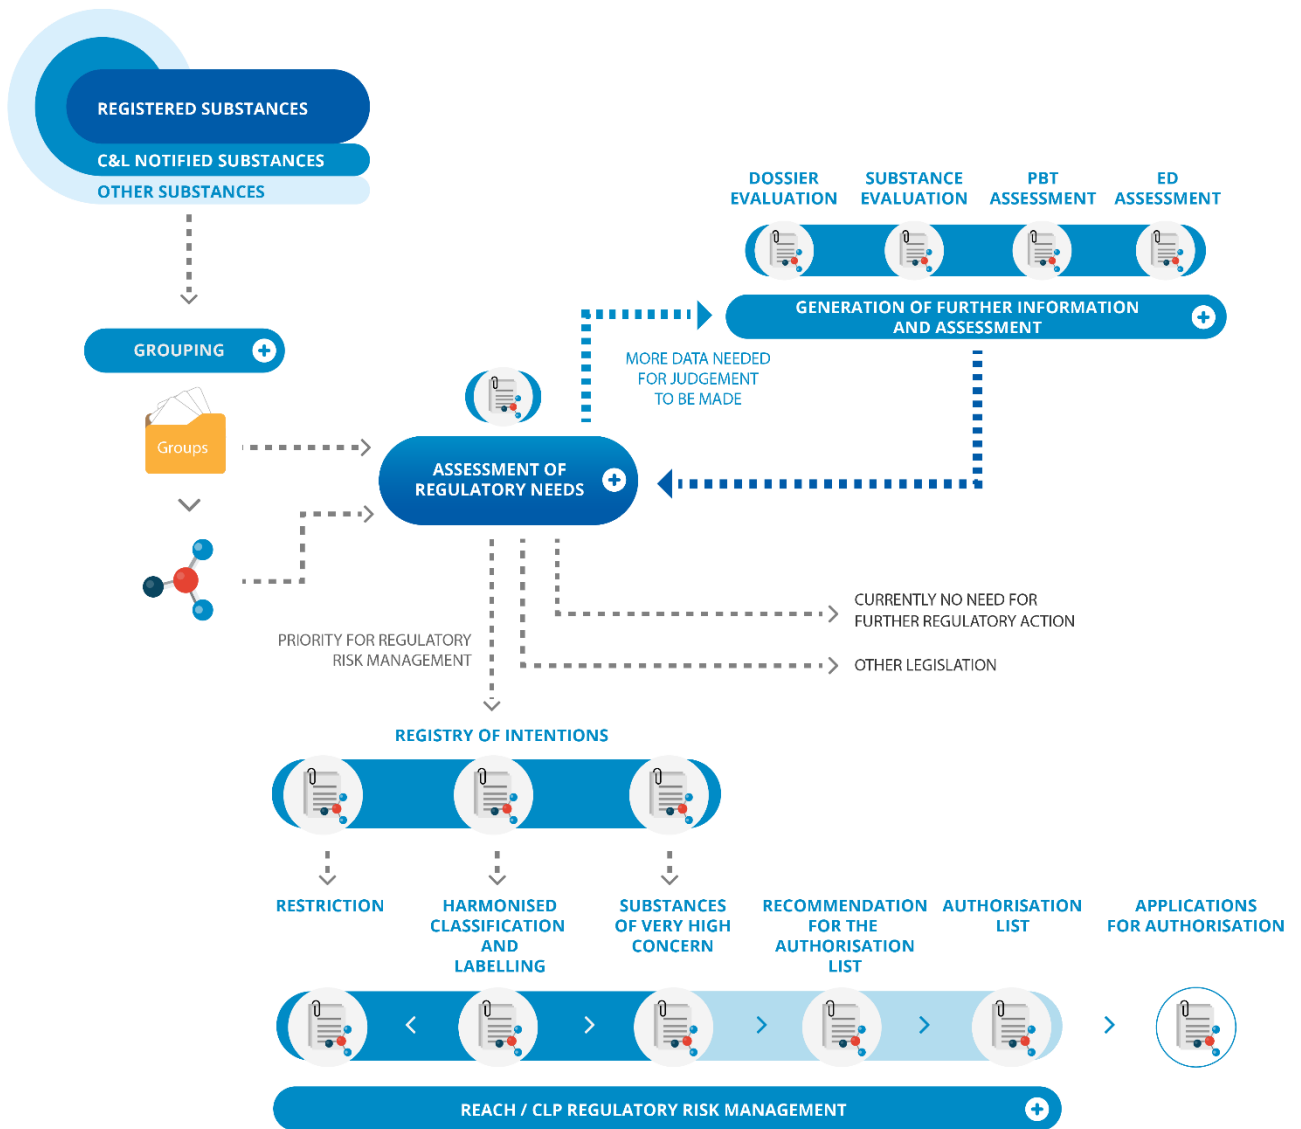 REGISTERED SUBSTANCES
C&L NOTIFIED SUBSTANCES
OTHER SUBSTANCES
DOSSIER
EVALUATION
SUBSTANCE
EVALUATION
PBT
ASSESSMENT
ED
ASSESSMENT
GENERATION OF FURTHER INFORMATION
AND ASSESSMENT
GROUPING
MORE DATA NEEDED
FOR JUDGEMENT
TO BE MADE
Groups
ASSESSMENT OF
REGULATORY NEEDS
CURRENTLY NO NEED FOR
FURTHER REGULATORY ACTION
PRIORITY FOR REGULATORY
RISK MANAGEMENT
OTHER LEGISLATION
REGISTRY OF INTENTIONS
RESTRICTION
HARMONISED
CLASSIFICATION
AND
LABELLING
SUBSTANCES
OF VERY HIGH
CONCERN
RECOMMENDATION
FOR THE
AUTHORISATION
LIST
AUTHORISATION
LIST
APPLICATIONS
FOR AUTHORISATION
REACH / CLP REGULATORY RISK MANAGEMENT